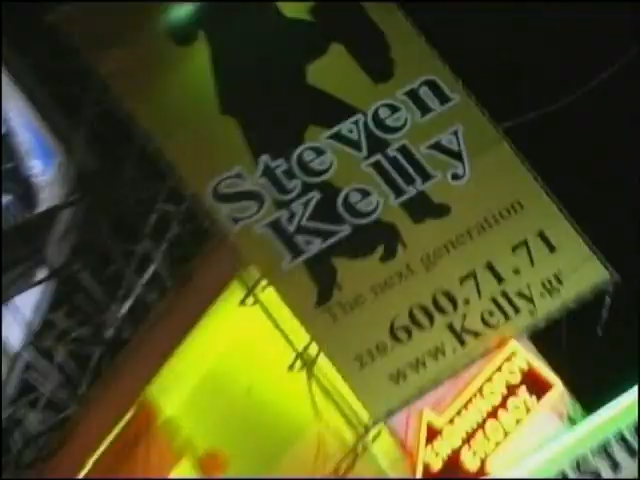 Steven
Kelly
The next generation
210.600.71.71
www.Kelly.gr